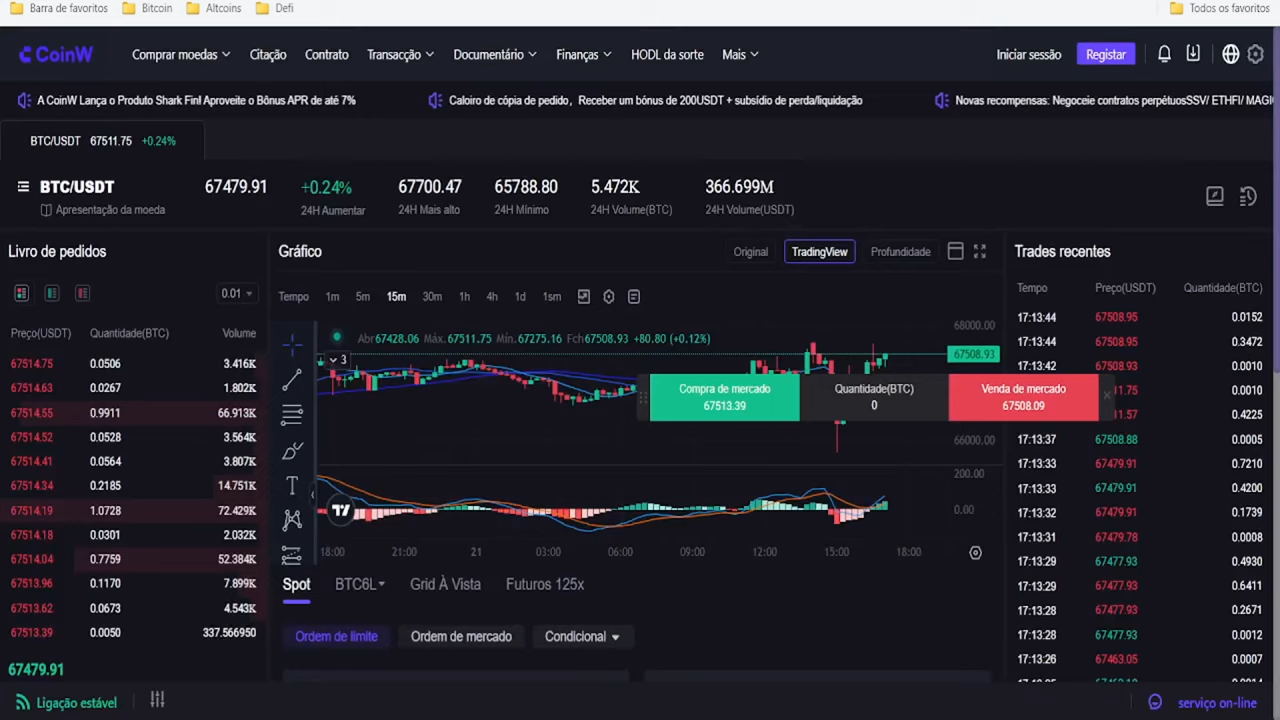 Barra de favoritos Bitcoin Altcoins Defi Todos os favoritos
CoinW Comprar moedas Citação Contrato Transacção Documentário Finanças HODL da sorte Mais Iniciar sessão Registar
A CoinW Lança o Produto Shark Fin! Aproveite o Bônus APR de até 7% Caloiro de cópia de pedido, Receber um bónus de 200USDT + subsídio de perda/liquidação Novas recompensas: Negoceie contratos perpétuosSSV/ ETHFI/ MAGI
BTC/USDT 67511.75 +0.24%
BTC/USDT 67479.91 +0.24% 67700.47 65788.80 5.472K 366.699M
Apresentação da moeda 24H Aumentar 24H Mais alto 24H Mínimo 24H Volume(BTC) 24H Volume(USDT)
Livro de pedidos
0.01
Preço(USDT) Quantidade(BTC) Volume
67514.75 0.0506 3.416K
67514.63 0.0267 1.802K
67514.55 0.9911 66.913K
67514.52 0.0528 3.564K
67514.41 0.0564 3.807K
67514.34 0.2185 14.751K
67514.19 1.0728 72.429K
67514.18 0.0301 2.032K
67514.04 0.7759 52.384K
67513.96 0.1170 7.899K
67513.62 0.0673 4.543K
67513.39 0.0050 337.566950
67479.91
Gráfico Original TradingView Profundidade
Tempo 1m 5m 15m 30m 1h 4h 1d 1sm
Abr67428.06 Máx.67511.75 Mín.67275.16 Fch67508.93 +80.80 (+0.12%)
3
68000.00
67508.93
Compra de mercado Quantidade(BTC) Venda de mercado
67513.39 0 67508.09
66000.00
200.00
0.00
18:00 21:00 21 03:00 06:00 09:00 12:00 15:00 18:00
Spot BTC6L Grid À Vista Futuros 125x
Ordem de limite Ordem de mercado Condicional
Trades recentes
Tempo Preço(USDT) Quantidade(BTC)
17:13:44 67508.95 0.0152
17:13:44 67508.95 0.3472
17:13:42 67508.93 0.0010
.75 0.0010
.57 0.4225
17:13:37 67508.88 0.0005
17:13:33 67479.91 0.7210
17:13:33 67479.91 0.4200
17:13:32 67479.91 0.1739
17:13:31 67479.78 0.0008
17:13:29 67477.93 0.4930
17:13:29 67477.93 0.6411
17:13:28 67477.93 0.2671
17:13:28 67477.93 0.0012
17:13:26 67463.05 0.0007
Ligação estável serviço on-line